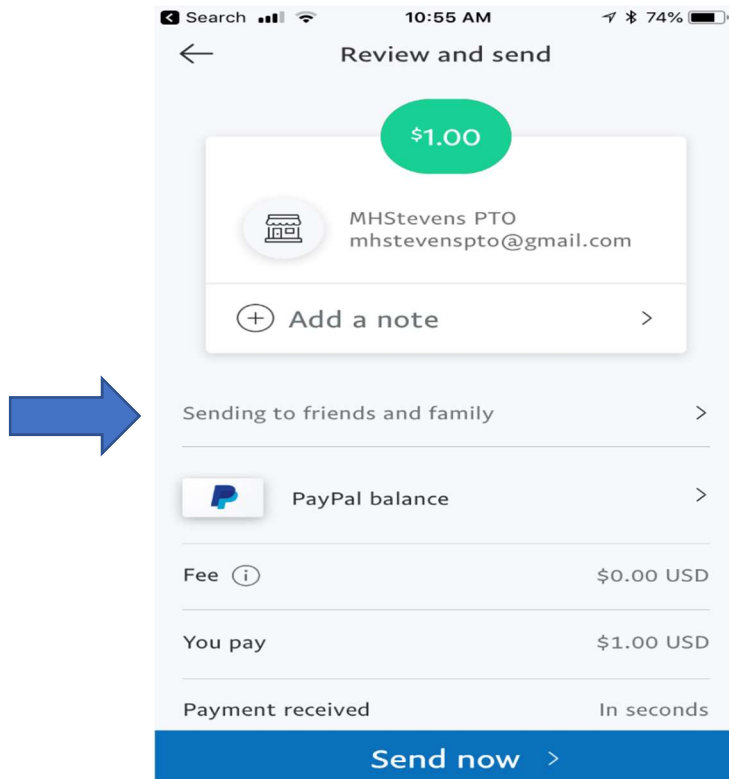 Search 10:55 AM 74%
Review and send
$1.00
MHStevens PTO
mhstevenspto@gmail.com
Add a note
Sending to friends and family
PayPal balance
Fee $0.00 USD
You pay $1.00 USD
Payment received In seconds
Send now